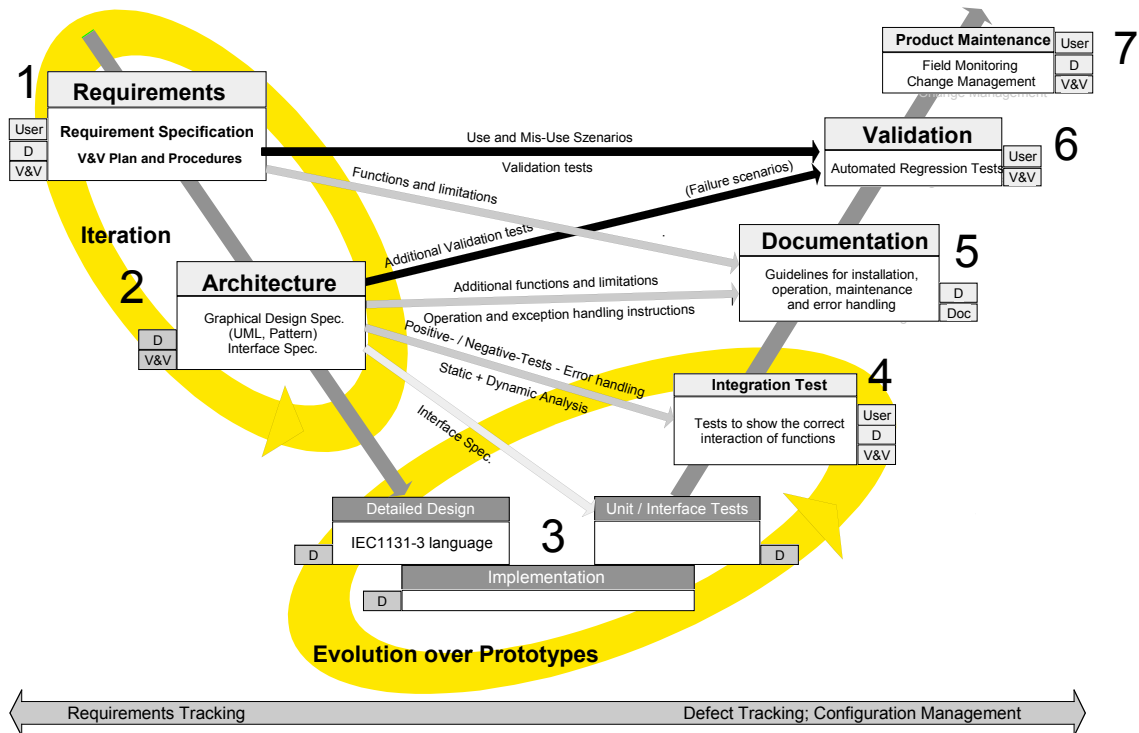 1
Requirements
User
D
V&V
Requirement Specification
V&V Plan and Procedures
Iteration
2
Architecture
D
V&V
Graphical Design Spec.
(UML, Pattern)
Interface Spec.
Use and Mis-Use Szenarios
Validation tests
Functions and limitations
(Failure scenarios)
Additional Validation tests
.
Additional functions and limitations
Operation and exception handling instructions
Positive- / Negative-Tests - Error handling
Static + Dynamic Analysis
Interface Spec.
7
Product Maintenance
User
D
V&V
Field Monitoring
Change Management
Change Management
6
Validation
User
V&V
Automated Regression Tests
5
Documentation
Guidelines for installation,
operation, maintenance
and error handling
D
Doc
4
Integration Test
Tests to show the correct
interaction of functions
User
D
V&V
3
Detailed Design
IEC1131-3 language
D
Unit / Interface Tests
D
Implementation
D
Evolution over Prototypes
Requirements Tracking
Defect Tracking; Configuration Management